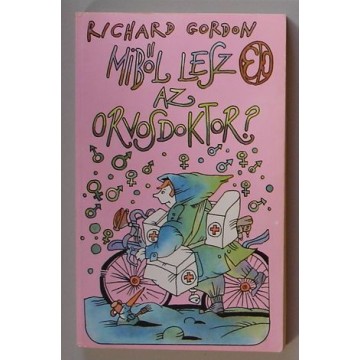 RICHARD GORDON
MIBŐL LESZ
AZ
ORVOSDOKTOR?